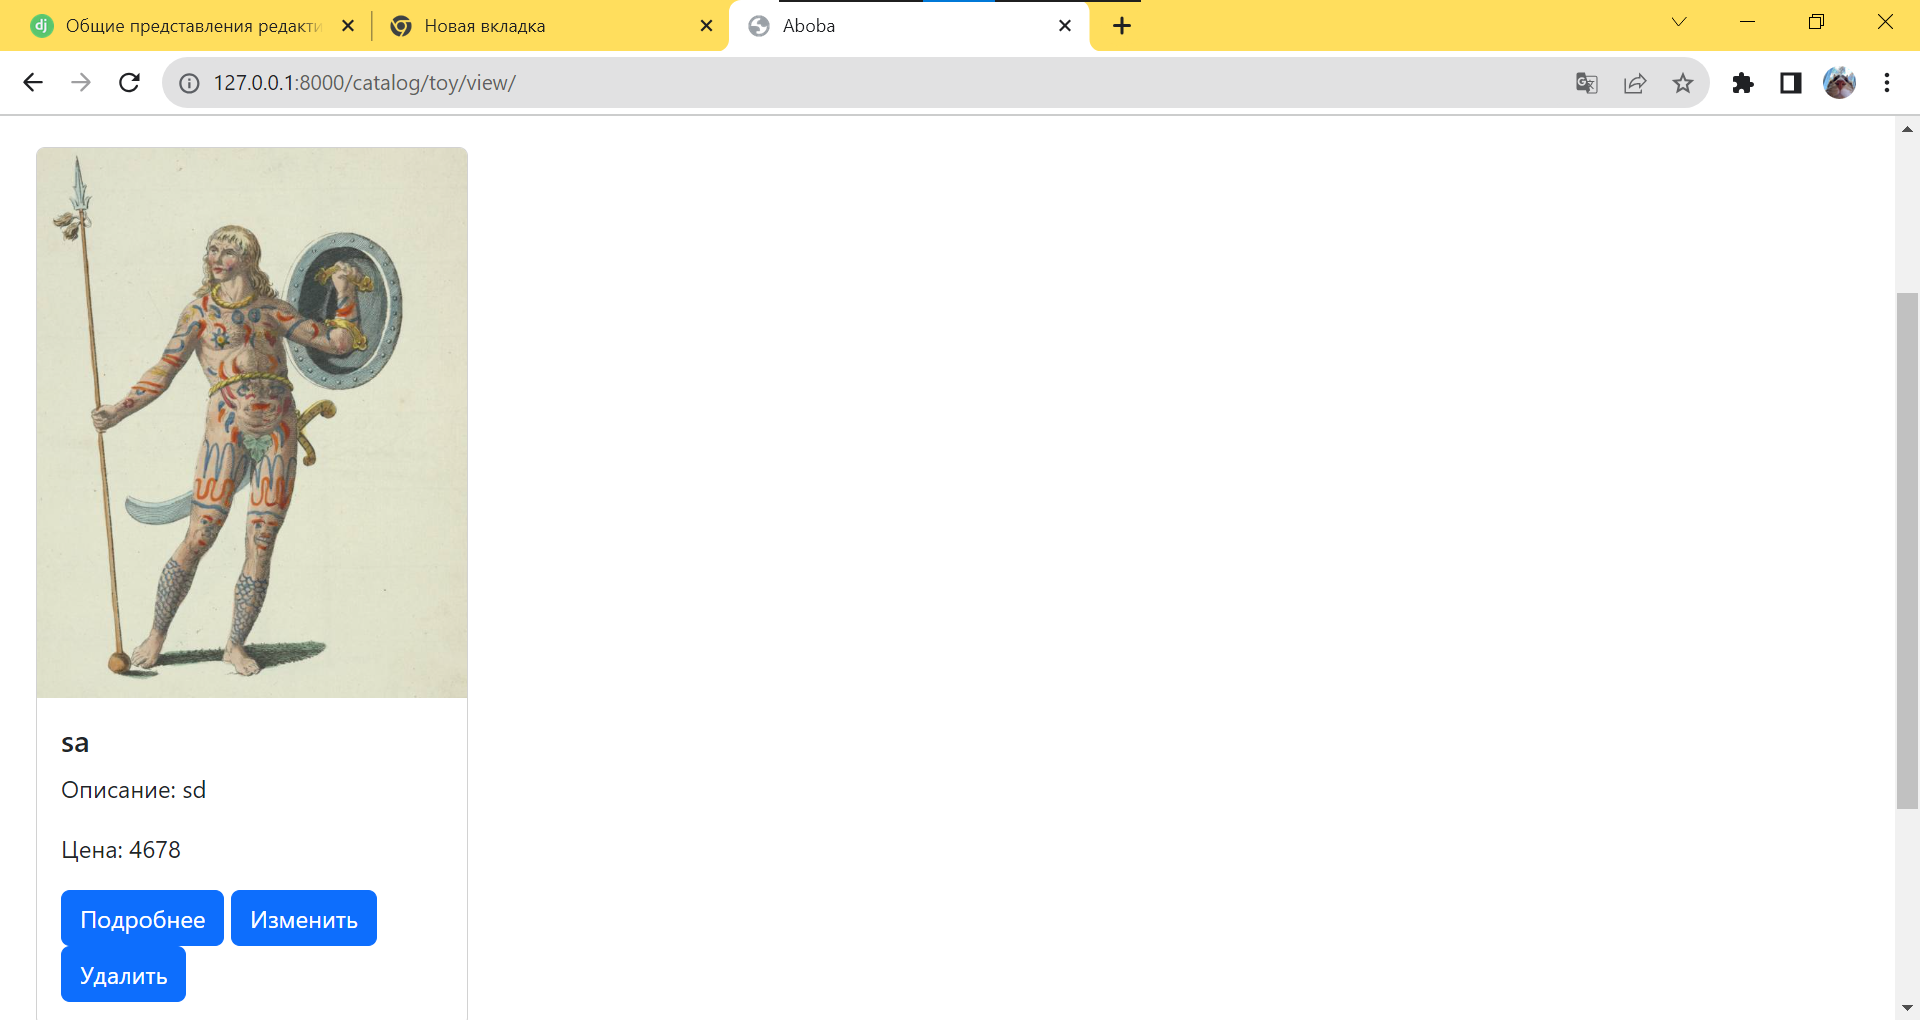 Общие представления редакти
Новая вкладка
Aboba
127.0.0.1:8000/catalog/toy/view/
sa
Описание: sd
Цена: 4678
Подробнее Изменить
Удалить